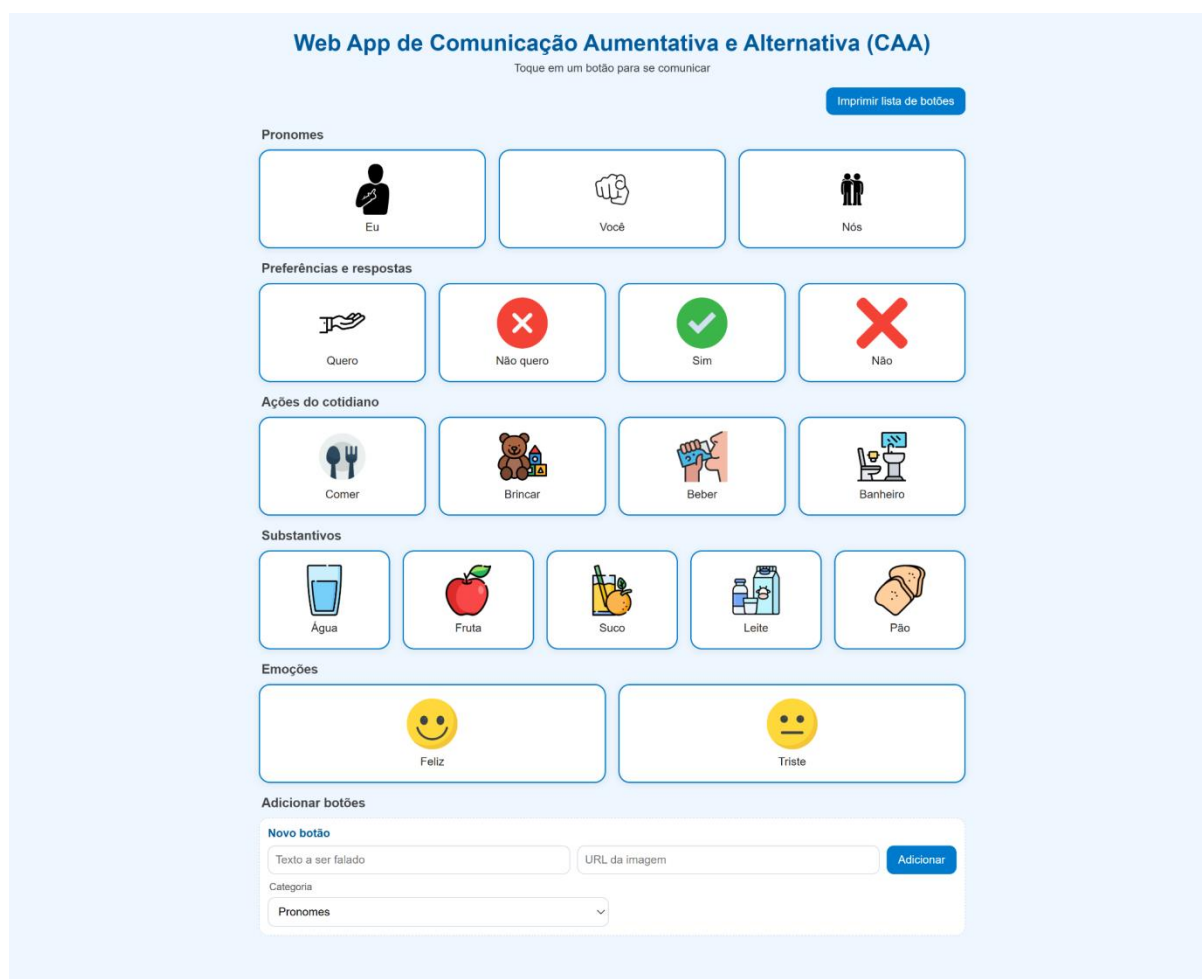 Web App de Comunicação Aumentativa e Alternativa (CAA)
Toque em um botão para se comunicar
Imprimir lista de botões
Pronomes
Eu
Você
Nós
Preferências e respostas
Quero
Não quero
Sim
Não
Ações do cotidiano
Comer
Brincar
Beber
Banheiro
Substantivos
Água
Fruta
Suco
Leite
Pão
Emoções
Feliz
Triste
Adicionar botões
Novo botão
Texto a ser falado
URL da imagem
Adicionar
Categoria
Pronomes